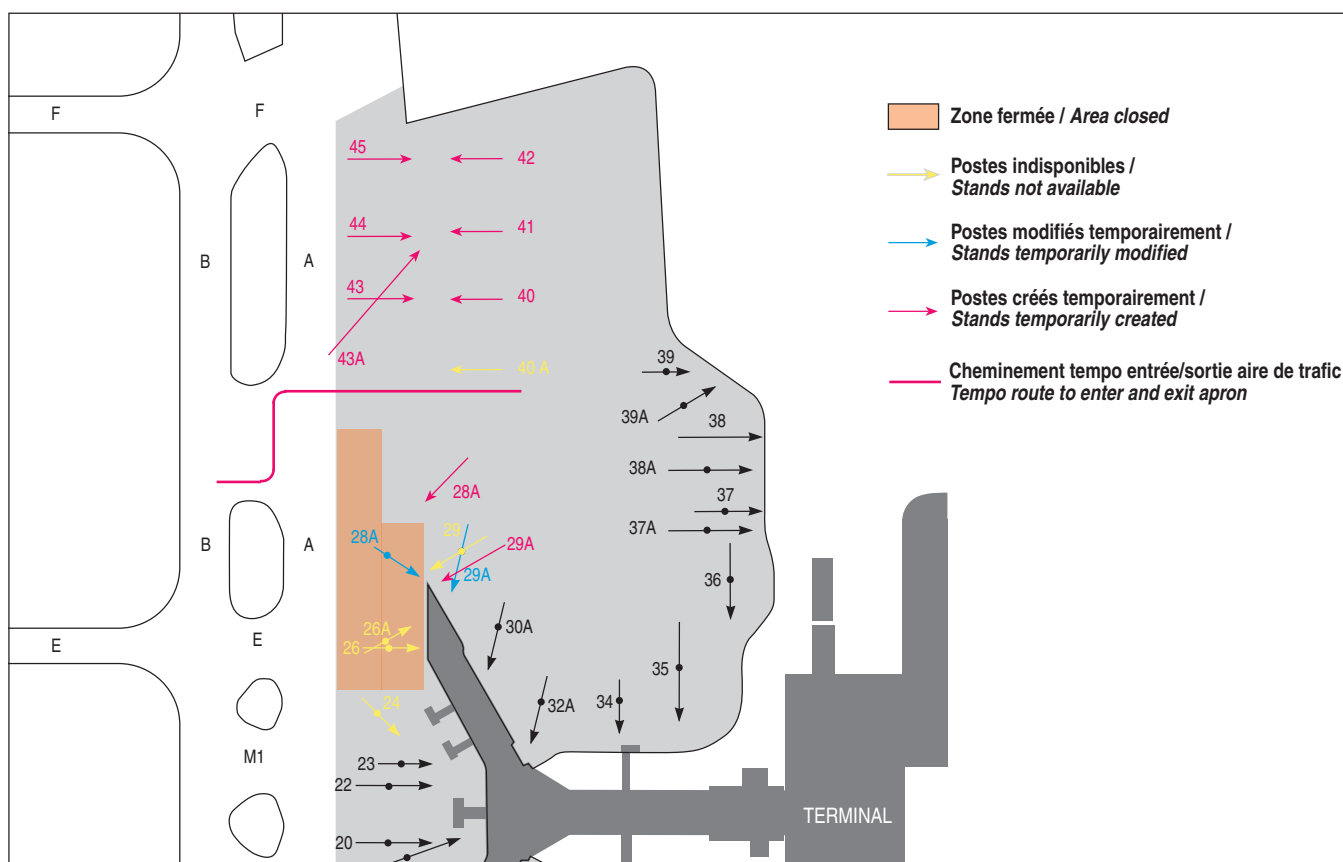 F
F
45
42
44
41
B
A
43
40
43A
40 A
39
39A
38
38A
28A
37
37A
B
28A
A
29
29A
29A
36
26A
30A
E
E
26
35
24
32A
34
M1
23
22
20
TERMINAL
Zone fermée / Area closed
Postes indisponibles /
Stands not available
Postes modifiés temporairement /
Stands temporarily modified
Postes créés temporairement /
Stands temporarily created
Cheminement tempo entrée/sortie aire de trafic
Tempo route to enter and exit apron